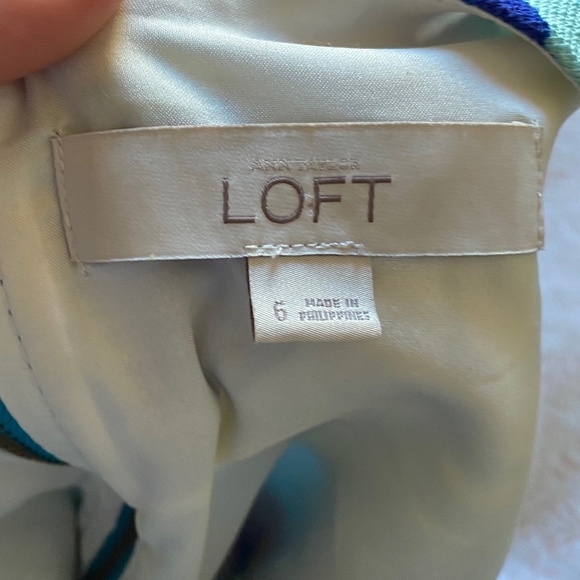 ANN TAYLOR
LOFT
6
MADE IN
PHILIPPINES